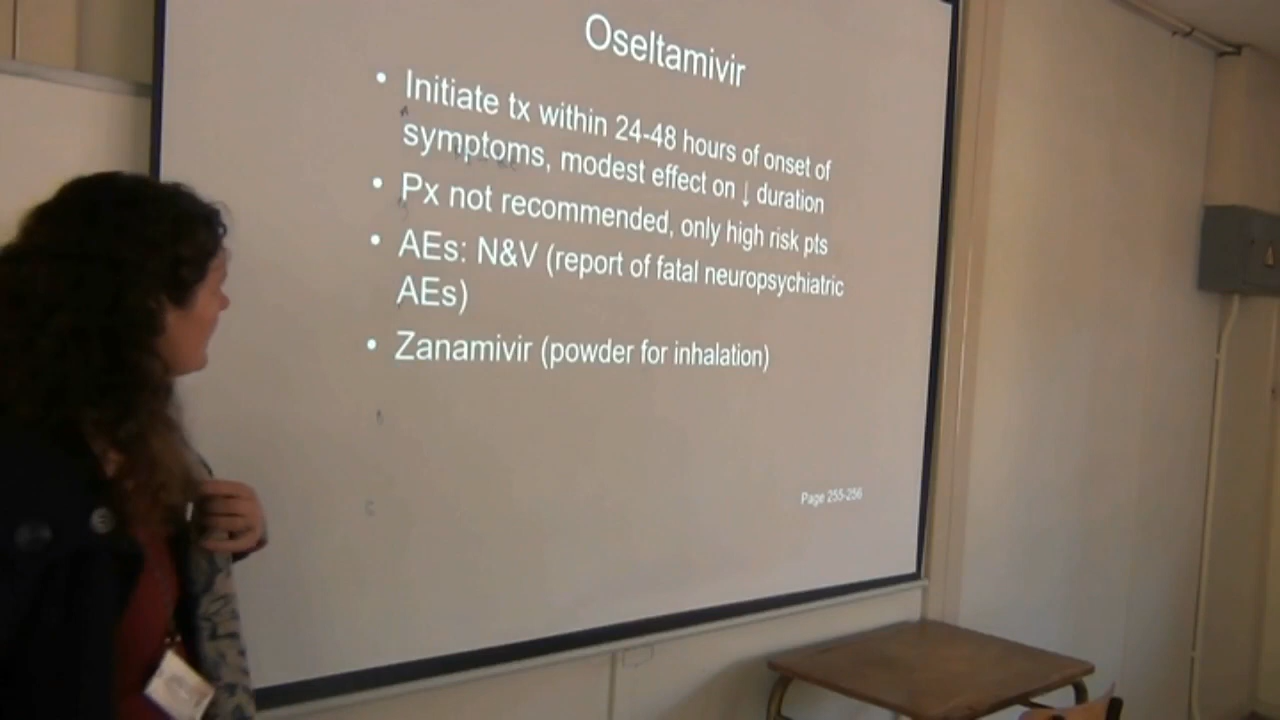 Oseltamivir
• Initiate tx within 24-48 hours of onset of
symptoms, modest effect on ↓ duration
• Px not recommended, only high risk pts
• AEs: N&V (report of fatal neuropsychiatric
AEs)
• Zanamivir (powder for inhalation)
Page 255-256